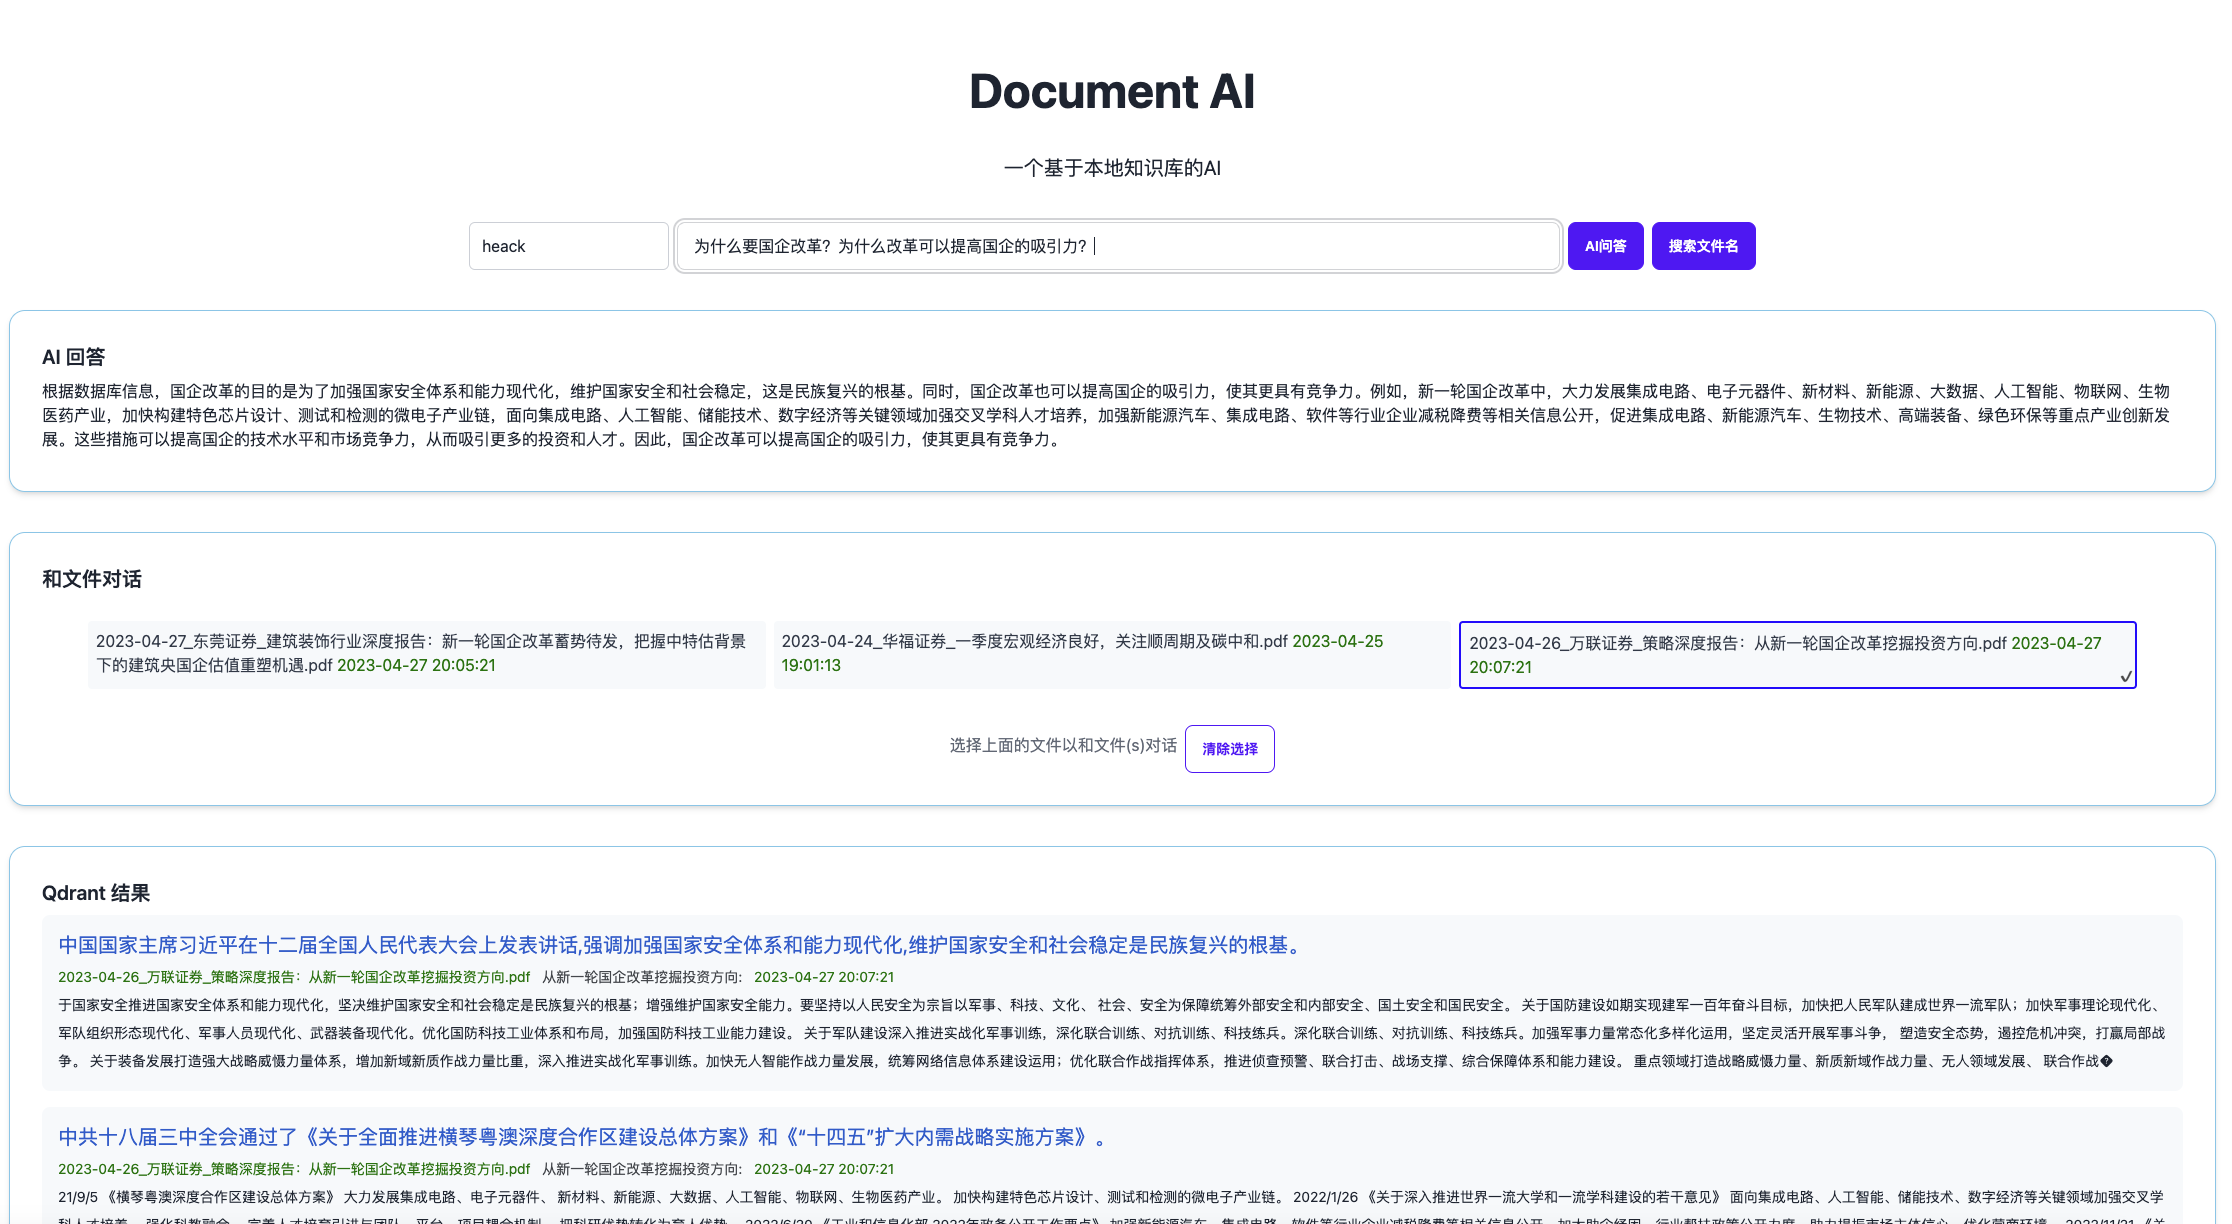 Document AI
一个基于本地知识库的AI
heack
为什么要国企改革？为什么改革可以提高国企的吸引力？
AI问答
搜索文件名
AI 回答
根据数据库信息，国企改革的目的是为了加强国家安全体系和能力现代化，维护国家安全和社会稳定，这是民族复兴的根基。同时，国企改革也可以提高国企的吸引力，使其更具有竞争力。例如，新一轮国企改革中，大力发展集成电路、电子元器件、新材料、新能源、大数据、人工智能、物联网、生物
医药产业，加快构建特色芯片设计、测试和检测的微电子产业链，面向集成电路、人工智能、储能技术、数字经济等关键领域加强交叉学科人才培养，加强新能源汽车、集成电路、软件等行业企业减税降费等相关信息公开，促进集成电路、新能源汽车、生物技术、高端装备、绿色环保等重点产业创新发
展。这些措施可以提高国企的技术水平和市场竞争力，从而吸引更多的投资和人才。因此，国企改革可以提高国企的吸引力，使其更具有竞争力。
和文件对话
2023-04-27_东莞证券_建筑装饰行业深度报告：新一轮国企改革蓄势待发，把握中特估背景
下的建筑央国企估值重塑机遇.pdf 2023-04-27 20:05:21
2023-04-24_华福证券_一季度宏观经济良好，关注顺周期及碳中和.pdf 2023-04-25
19:01:13
2023-04-26_万联证券_策略深度报告：从新一轮国企改革挖掘投资方向.pdf 2023-04-27
20:07:21
选择上面的文件以和文件(s)对话
清除选择
Qdrant 结果
中国国家主席习近平在十二届全国人民代表大会上发表讲话,强调加强国家安全体系和能力现代化,维护国家安全和社会稳定是民族复兴的根基。
2023-04-26_万联证券_策略深度报告：从新一轮国企改革挖掘投资方向.pdf 从新一轮国企改革挖掘投资方向: 2023-04-27 20:07:21
于国家安全推进国家安全体系和能力现代化，坚决维护国家安全和社会稳定是民族复兴的根基；增强维护国家安全能力。要坚持以人民安全为宗旨以军事、科技、文化、 社会、安全为保障统筹外部安全和内部安全、国土安全和国民安全。 关于国防建设如期实现建军一百年奋斗目标，加快把人民军队建成世界一流军队；加快军事理论现代化、
军队组织形态现代化、军事人员现代化、武器装备现代化。优化国防科技工业体系和布局，加强国防科技工业能力建设。 关于军队建设深入推进实战化军事训练，深化联合训练、对抗训练、科技练兵。深化联合训练、对抗训练、科技练兵。加强军事力量常态化多样化运用，坚定灵活开展军事斗争， 塑造安全态势，遏控危机冲突，打赢局部战
争。 关于装备发展打造强大战略威慑力量体系，增加新域新质作战力量比重，深入推进实战化军事训练。加快无人智能作战力量发展，统筹网络信息体系建设运用；优化联合作战指挥体系，推进侦查预警、联合打击、战场支撑、综合保障体系和能力建设。 重点领域打造战略威慑力量、新质新域作战力量、无人领域发展、 联合作战�
中共十八届三中全会通过了《关于全面推进横琴粤澳深度合作区建设总体方案》和《“十四五”扩大内需战略实施方案》。
2023-04-26_万联证券_策略深度报告：从新一轮国企改革挖掘投资方向.pdf 从新一轮国企改革挖掘投资方向: 2023-04-27 20:07:21
21/9/5 《横琴粤澳深度合作区建设总体方案》 大力发展集成电路、电子元器件、 新材料、新能源、大数据、人工智能、物联网、生物医药产业。 加快构建特色芯片设计、测试和检测的微电子产业链。 2022/1/26 《关于深入推进世界一流大学和一流学科建设的若干意见》 面向集成电路、人工智能、储能技术、数字经济等关键领域加强交叉学